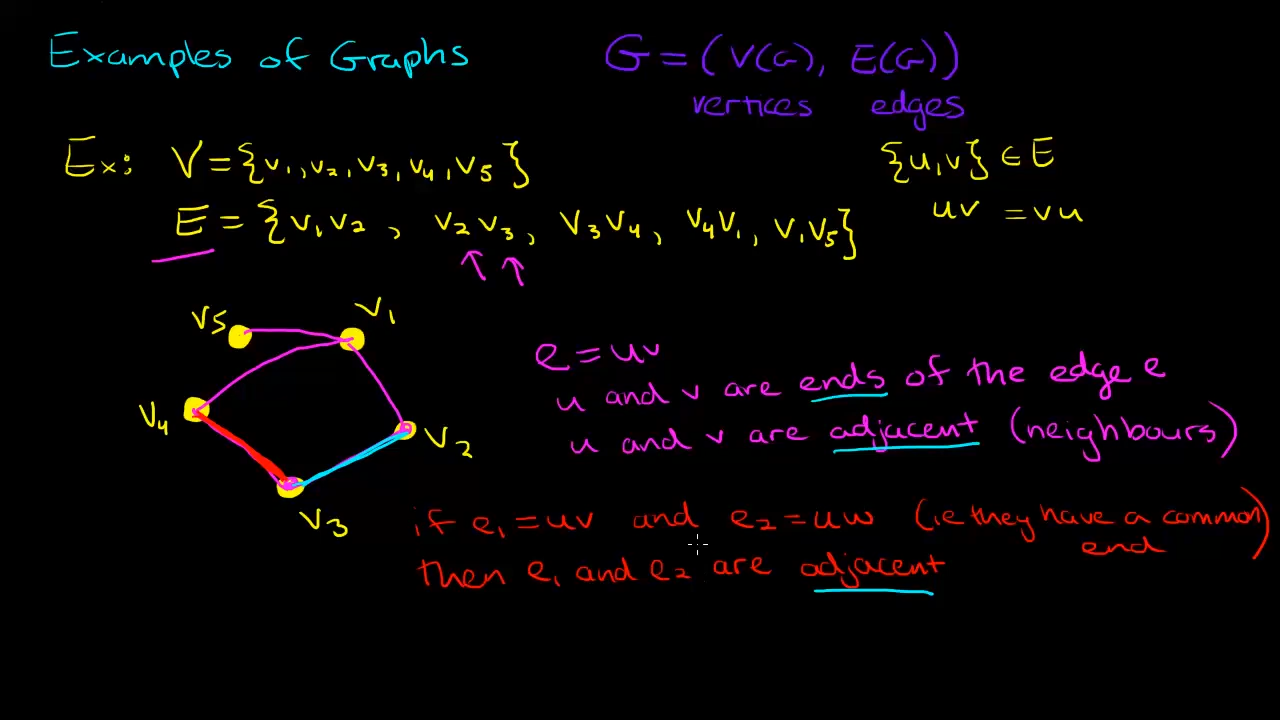 Examples of Graphs
G = (V(G), E(G))
vertices edges
Ex: V = {v₁, v₂, v₃, v₄, v₅}
{u,v} ∈ E
E = {v₁v₂, v₂v₃, v₃v₄, v₄v₁, v₁v₅}
uv = vu
v5
v₁
v₄
v₂
v₃
e = uv
u and v are ends of the edge e
u and v are adjacent (neighbours)
if e₁ = uv and e₂ = uw (i.e they have a common
end)
then e₁ and e₂ are adjacent